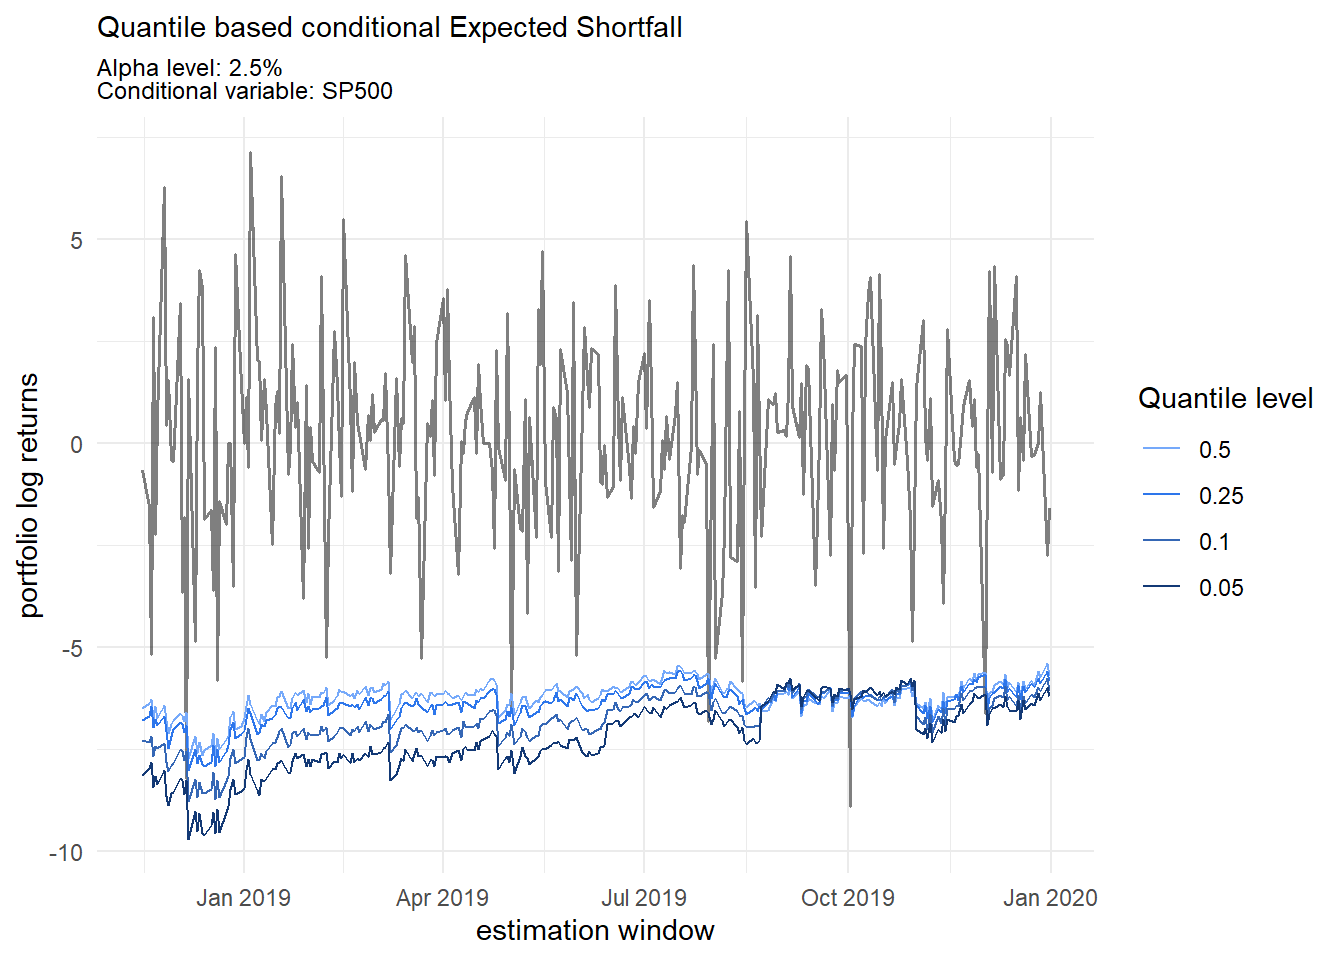 Quantile based conditional Expected Shortfall
Alpha level: 2.5%
Conditional variable: SP500
portfolio log returns
5
0
-5
-10
Jan 2019 Apr 2019 Jul 2019 Oct 2019 Jan 2020
estimation window
Quantile level
0.5
0.25
0.1
0.05